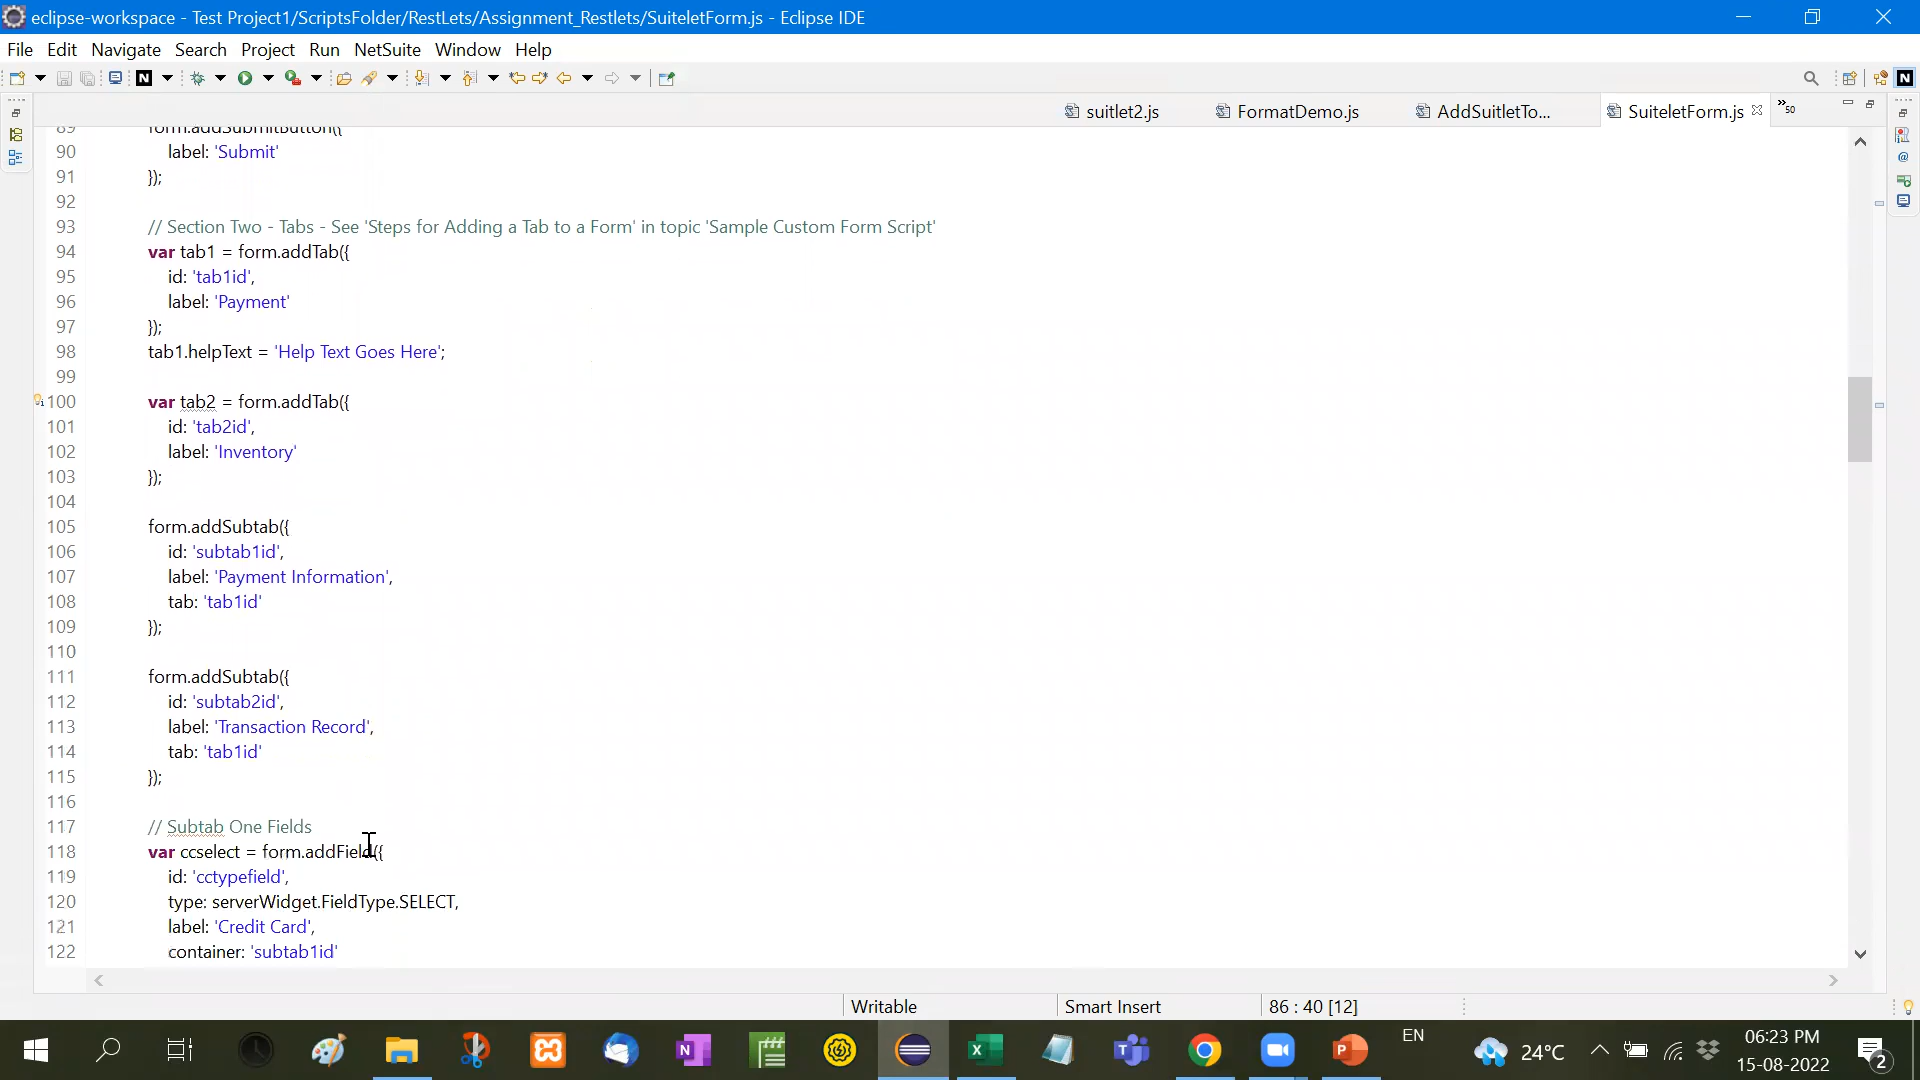 eclipse-workspace - Test Project1/ScriptsFolder/RestLets/Assignment_Restlets/SuiteletForm.js - Eclipse IDE
File Edit Navigate Search Project Run NetSuite Window Help
suitlet2.js FormatDemo.js AddSuitletTo... SuiteletForm.js »50
89 form.addSubmitButton({
90 label: 'Submit'
91 });
92
93 // Section Two - Tabs - See 'Steps for Adding a Tab to a Form' in topic 'Sample Custom Form Script'
94 var tab1 = form.addTab({
95 id: 'tab1id',
96 label: 'Payment'
97 });
98 tab1.helpText = 'Help Text Goes Here';
99
100 var tab2 = form.addTab({
101 id: 'tab2id',
102 label: 'Inventory'
103 });
104
105 form.addSubtab({
106 id: 'subtab1id',
107 label: 'Payment Information',
108 tab: 'tab1id'
109 });
110
111 form.addSubtab({
112 id: 'subtab2id',
113 label: 'Transaction Record',
114 tab: 'tab1id'
115 });
116
117 // Subtab One Fields
118 var ccselect = form.addField({
119 id: 'cctypefield',
120 type: serverWidget.FieldType.SELECT,
121 label: 'Credit Card',
122 container: 'subtab1id'
Writable Smart Insert 86 : 40 [12]
EN
24°C
06:23 PM
15-08-2022
2